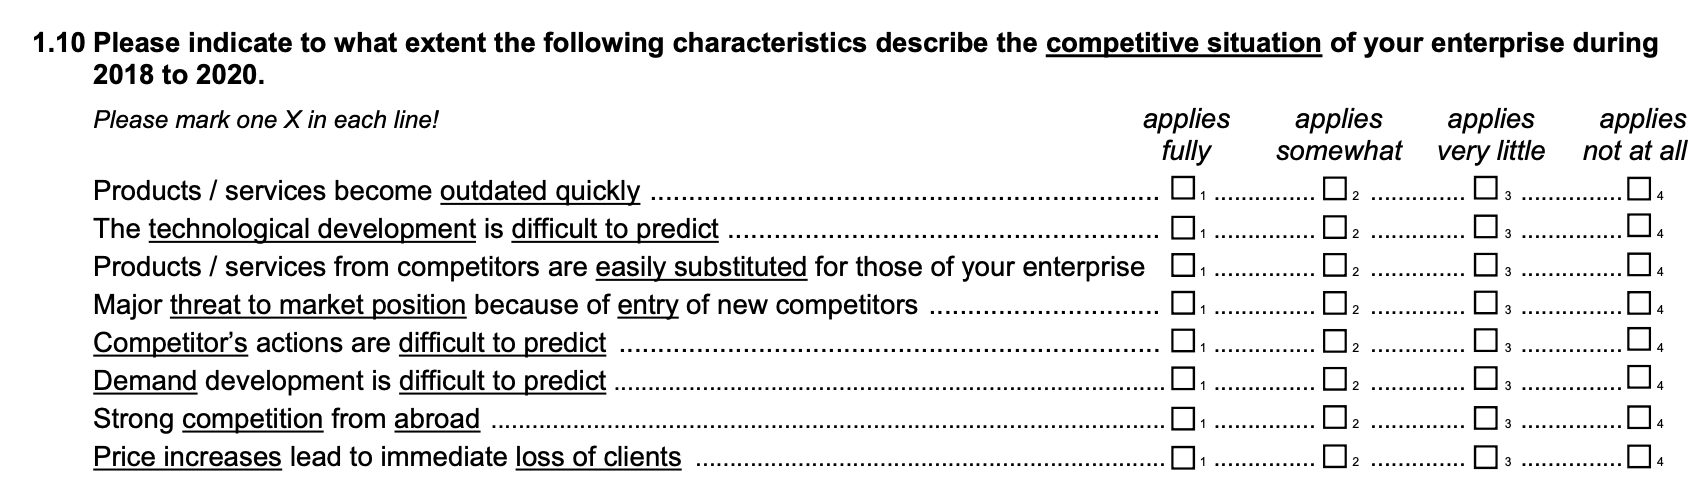 1.10 Please indicate to what extent the following characteristics describe the competitive situation of your enterprise during
2018 to 2020.
Please mark one X in each line!
applies fully applies somewhat applies very little applies not at all
Products / services become outdated quickly ........ ☐ 1 ........ ☐ 2 ........ ☐ 3 ........ ☐ 4
The technological development is difficult to predict ........ ☐ 1 ........ ☐ 2 ........ ☐ 3 ........ ☐ 4
Products / services from competitors are easily substituted for those of your enterprise ☐ 1 ........ ☐ 2 ........ ☐ 3 ........ ☐ 4
Major threat to market position because of entry of new competitors ........ ☐ 1 ........ ☐ 2 ........ ☐ 3 ........ ☐ 4
Competitor’s actions are difficult to predict ........ ☐ 1 ........ ☐ 2 ........ ☐ 3 ........ ☐ 4
Demand development is difficult to predict ........ ☐ 1 ........ ☐ 2 ........ ☐ 3 ........ ☐ 4
Strong competition from abroad ........ ☐ 1 ........ ☐ 2 ........ ☐ 3 ........ ☐ 4
Price increases lead to immediate loss of clients ........ ☐ 1 ........ ☐ 2 ........ ☐ 3 ........ ☐ 4